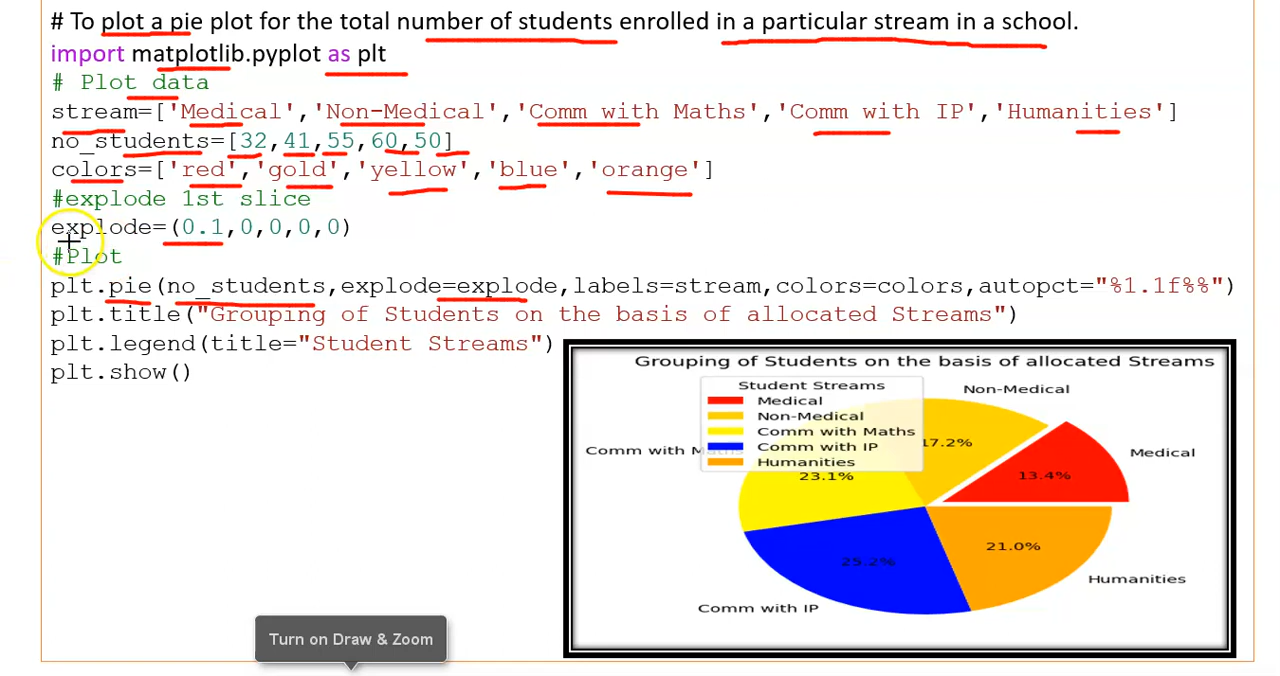 # To plot a pie plot for the total number of students enrolled in a particular stream in a school.
import matplotlib.pyplot as plt
# Plot data
stream=['Medical','Non-Medical','Comm with Maths','Comm with IP','Humanities']
no_students=[32,41,55,60,50]
colors=['red','gold','yellow','blue','orange']
#explode 1st slice
explode=(0.1,0,0,0,0)
#Plot
plt.pie(no_students,explode=explode,labels=stream,colors=colors,autopct="%1.1f%%")
plt.title("Grouping of Students on the basis of allocated Streams")
plt.legend(title="Student Streams")
plt.show()
Grouping of Students on the basis of allocated Streams
Student Streams
Medical
Non-Medical
Comm with Maths
Comm with IP
Humanities
Non-Medical
17.2%
Medical
13.4%
Comm with Maths
23.1%
25.2%
Comm with IP
21.0%
Humanities
Turn on Draw & Zoom